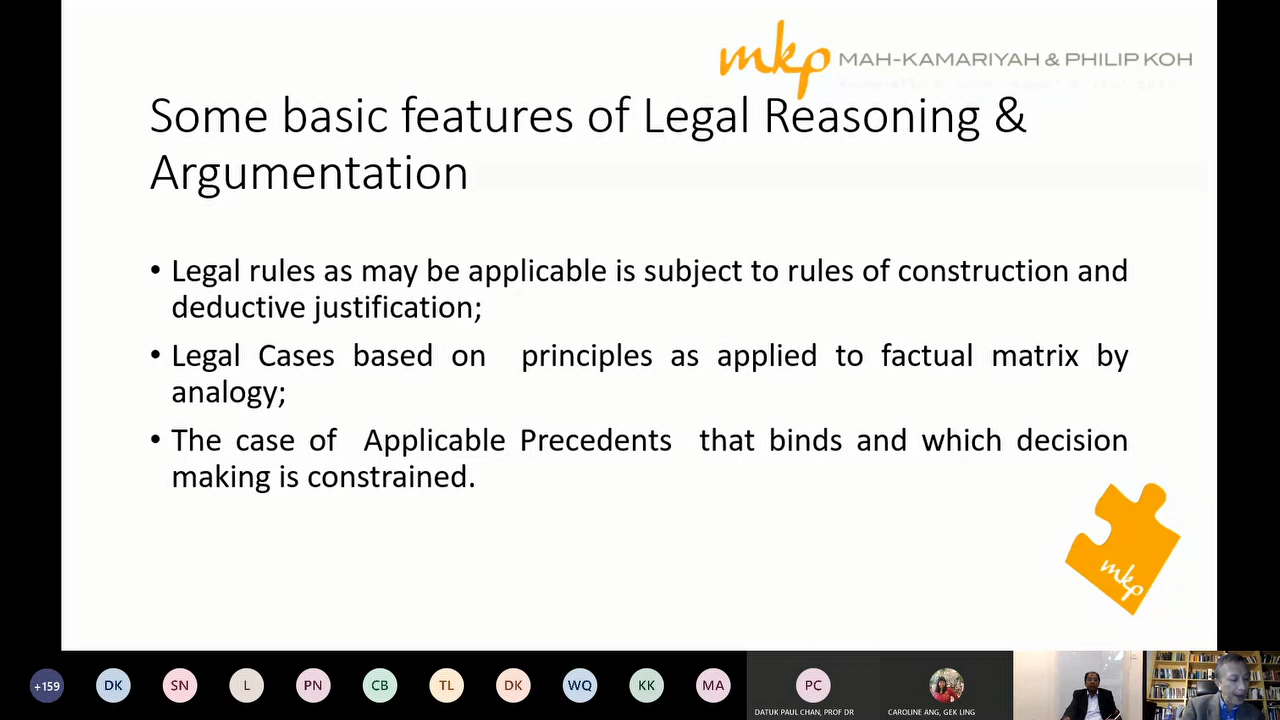 mkp MAH-KAMARIYAH & PHILIP KOH
Some basic features of Legal Reasoning &
Argumentation
• Legal rules as may be applicable is subject to rules of construction and
deductive justification;
• Legal Cases based on principles as applied to factual matrix by
analogy;
• The case of Applicable Precedents that binds and which decision
making is constrained.
mkp
+159 DK SN L PN CB TL DK WQ KK MA PC
DATUK PAUL CHAN, PROF DR CAROLINE ANG, GEK LING